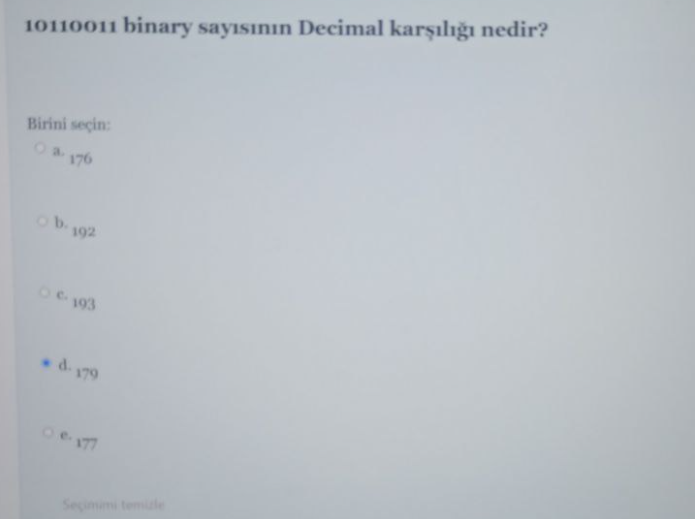 10110011 binary sayısının Decimal karşılığı nedir?
Birini seçin:
a. 176
b. 192
c. 193
d. 179
e. 177
Seçimimi temizle